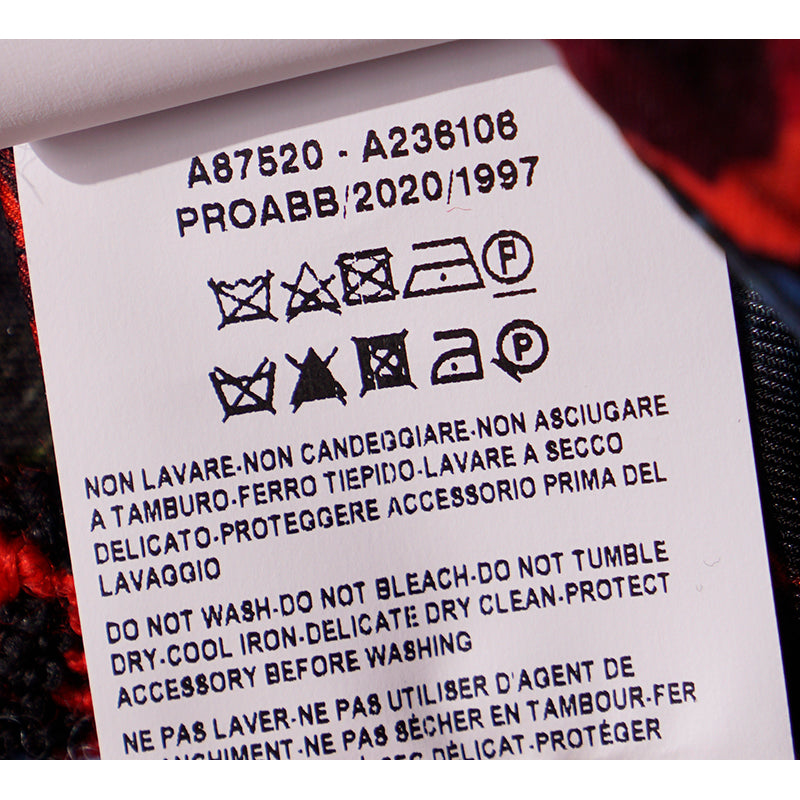 A87520 - A236106
PROABB/2020/1997
P
P
NON LAVARE-NON CANDEGGIARE-NON ASCIUGARE
A TAMBURO-FERRO TIEPIDO-LAVARE A SECCO
DELICATO-PROTEGGERE ACCESSORIO PRIMA DEL
LAVAGGIO
DO NOT WASH-DO NOT BLEACH-DO NOT TUMBLE
DRY-COOL IRON-DELICATE DRY CLEAN-PROTECT
ACCESSORY BEFORE WASHING
NE PAS LAVER-NE PAS UTILISER D'AGENT DE
SÉCHER EN TAMBOUR-FER
DÉLICAT-PROTÉGER